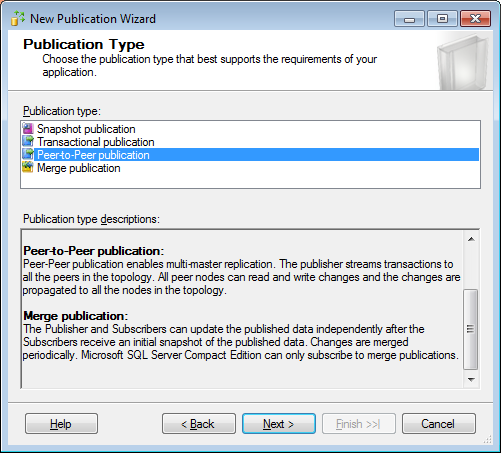 New Publication Wizard
Publication Type
Choose the publication type that best supports the requirements of your
application.
Publication type:
Snapshot publication
Transactional publication
Peer-to-Peer publication
Merge publication
Publication type descriptions:
Peer-to-Peer publication:
Peer-Peer publication enables multi-master replication. The publisher streams transactions to
all the peers in the topology. All peer nodes can read and write changes and the changes are
propagated to all the nodes in the topology.
Merge publication:
The Publisher and Subscribers can update the published data independently after the
Subscribers receive an initial snapshot of the published data. Changes are merged
periodically. Microsoft SQL Server Compact Edition can only subscribe to merge publications.
Help
< Back
Next >
Finish >>|
Cancel